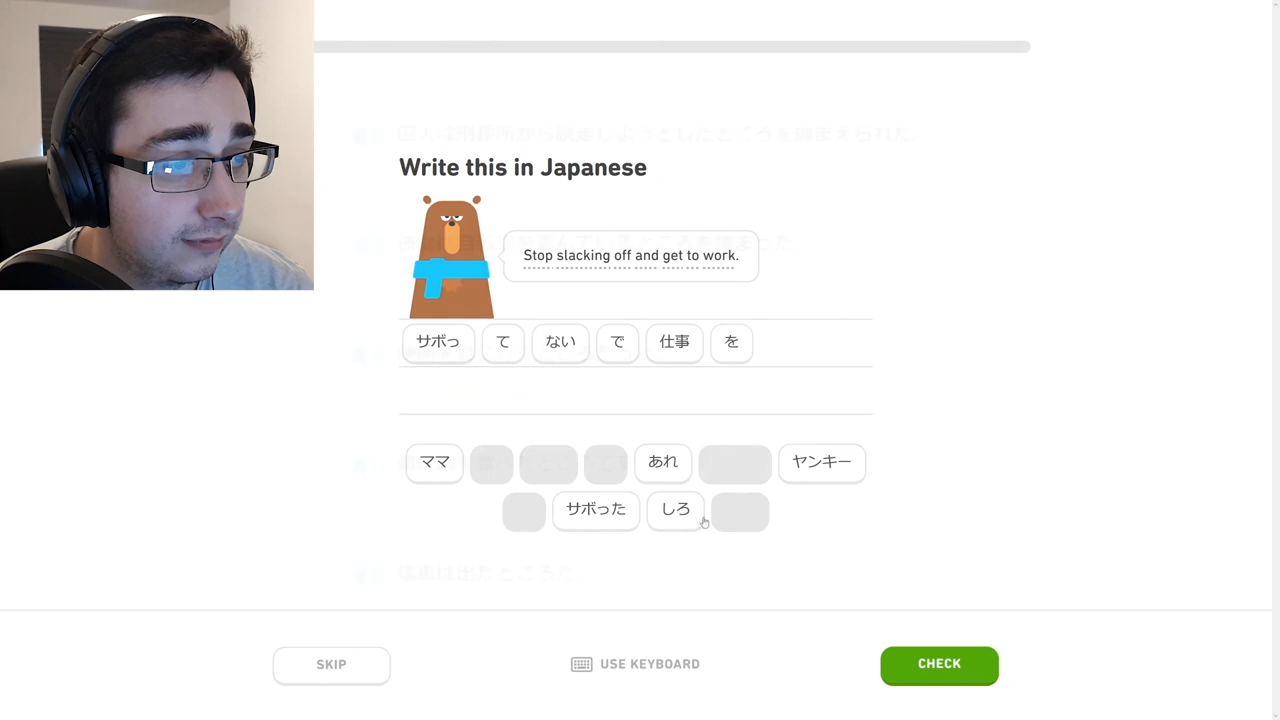 Write this in Japanese
Stop slacking off and get to work.
サボっ て ない で 仕事 を
ママ あれ ヤンキー
サボった しろ
SKIP USE KEYBOARD CHECK